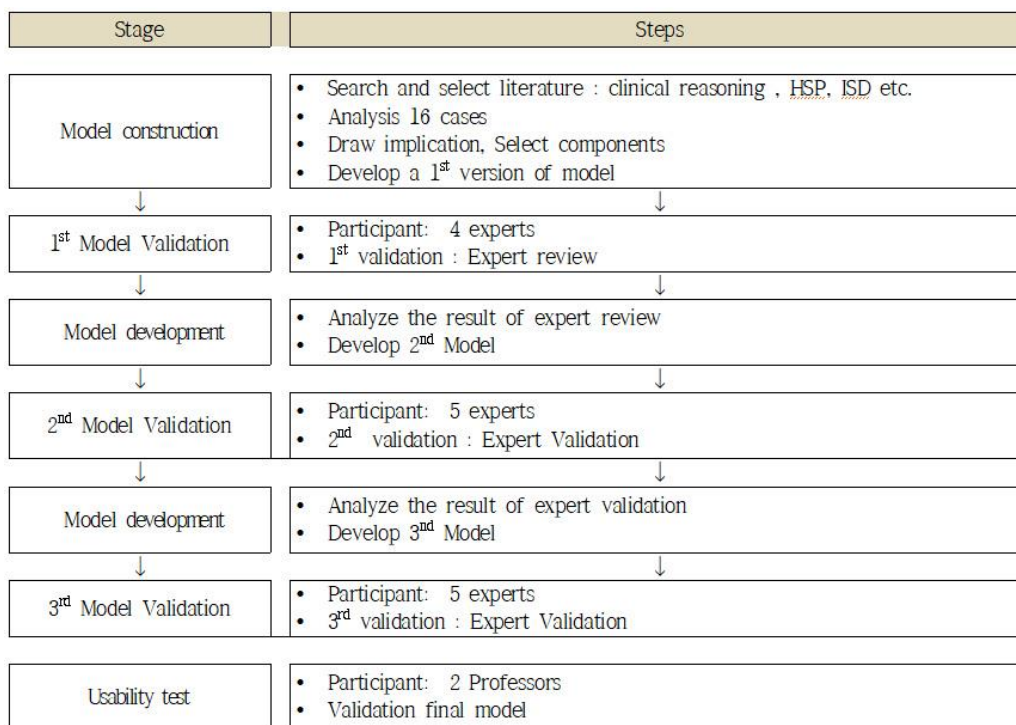 Stage Steps
Model construction
• Search and select literature : clinical reasoning , HSP, ISD etc.
• Analysis 16 cases
• Draw implication, Select components
• Develop a 1st version of model
↓ ↓
1st Model Validation
• Participant: 4 experts
• 1st validation : Expert review
↓ ↓
Model development
• Analyze the result of expert review
• Develop 2nd Model
↓ ↓
2nd Model Validation
• Participant: 5 experts
• 2nd validation : Expert Validation
↓ ↓
Model development
• Analyze the result of expert validation
• Develop 3nd Model
↓ ↓
3rd Model Validation
• Participant: 5 experts
• 3rd validation : Expert Validation
Usability test
• Participant: 2 Professors
• Validation final model